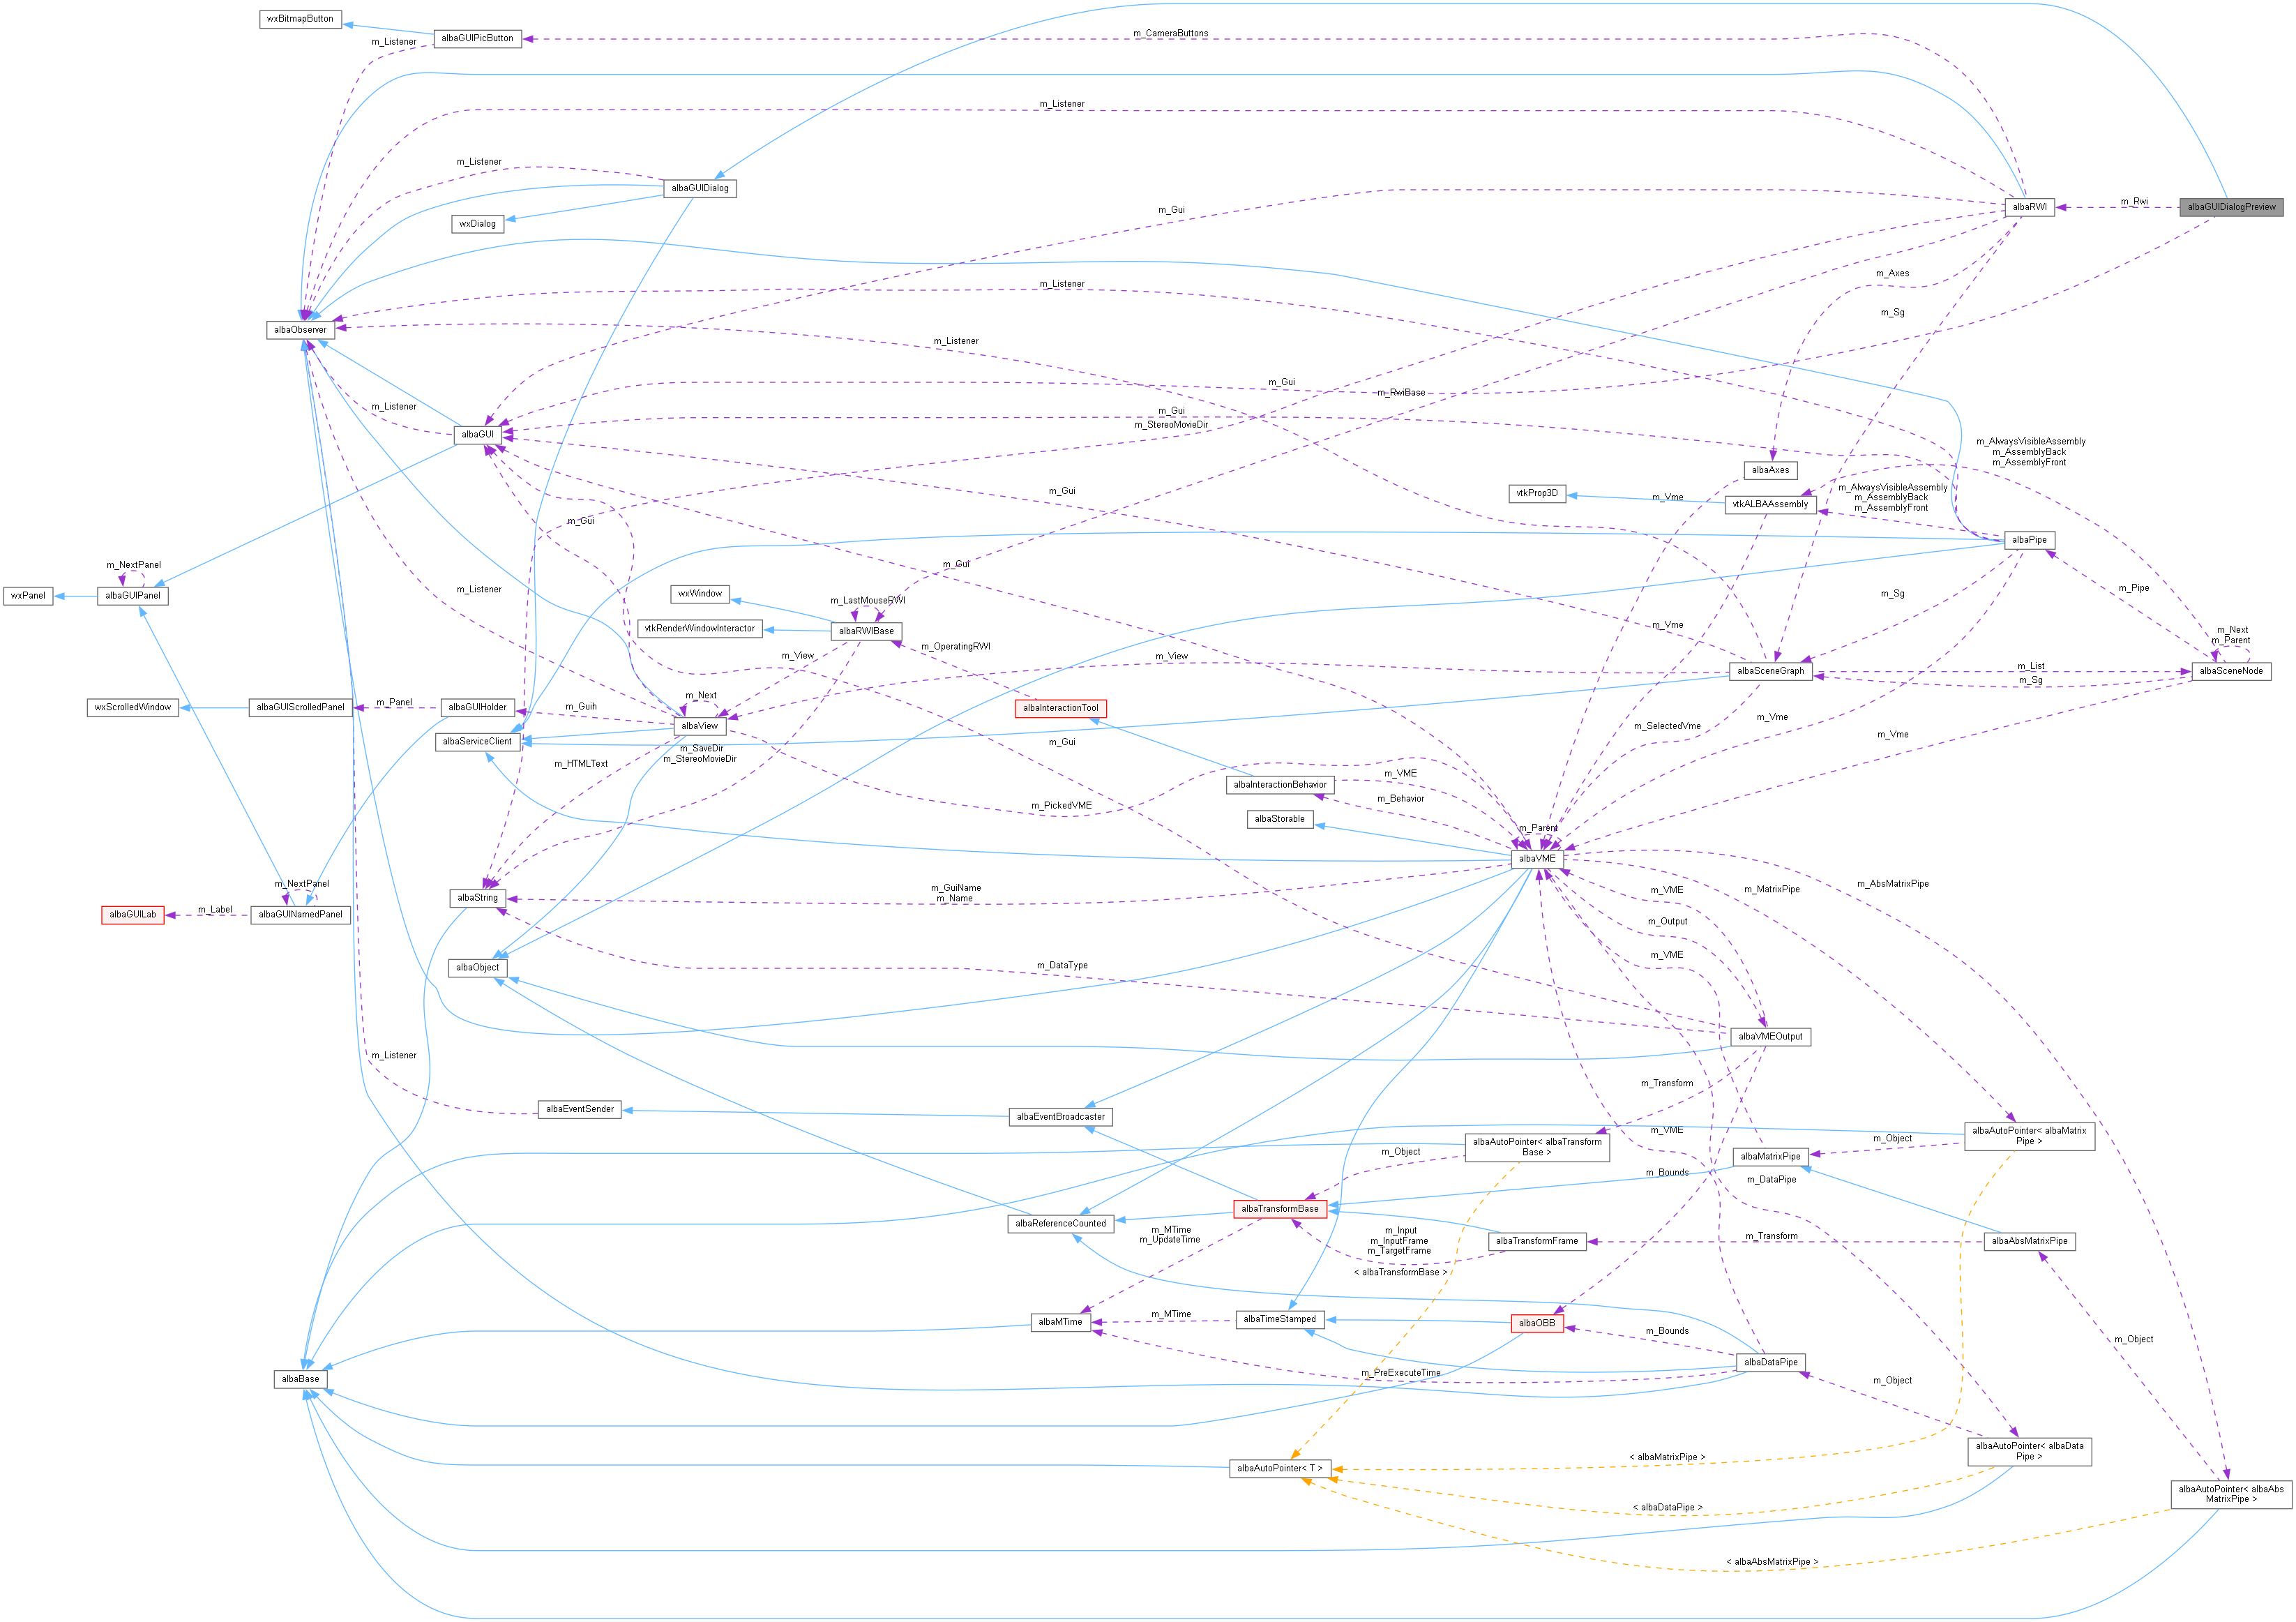 wxBitmapButton
albaGUIPicButton
m_CameraButtons
m_Listener
m_Listener
m_Listener
albaGUIDialog
wxDialog
m_Gui
m_Rwi
albaRWI
albaGUIDialogPreview
m_Axes
m_Listener
m_Sg
albaObserver
m_Listener
m_Gui
m_RwiBase
m_Listener
m_Gui
m_StereoMovieDir
albaGUI
m_AlwaysVisibleAssembly
m_AssemblyBack
m_AssemblyFront
albaAxes
m_Gui
m_Vme
vtkProp3D
vtkALBAAssembly
m_AlwaysVisibleAssembly
m_AssemblyBack
m_AssemblyFront
m_Gui
albaPipe
m_NextPanel
m_Gui
wxPanel
albaGUIPanel
m_Listener
wxWindow
m_LastMouseRWI
vtkRenderWindowInteractor
albaRWIBase
m_Vme
m_Sg
m_Pipe
m_Next
m_Parent
m_OperatingRWI
m_View
m_View
albaSceneGraph
m_List
m_Sg
albaSceneNode
m_Next
wxScrolledWindow
albaGUIScrolledPanel
m_Panel
albaGUIHolder
m_Guih
albaView
albaInteractionTool
albaServiceClient
m_SaveDir
m_StereoMovieDir
m_Gui
m_SelectedVme
m_Vme
m_Vme
m_HTMLText
albaInteractionBehavior
m_VME
m_Behavior
m_PickedVME
albaStorable
m_Parent
albaVME
m_NextPanel
m_GuiName
m_Name
m_VME
m_MatrixPipe
m_AbsMatrixPipe
albaString
albaGUILab
m_Label
albaGUINamedPanel
m_Output
m_VME
albaObject
m_DataType
albaVMEOutput
m_Listener
m_Transform
albaEventSender
albaEventBroadcaster
m_VME
albaAutoPointer< albaTransform
Base >
albaAutoPointer< albaMatrix
Pipe >
m_Object
m_Object
albaMatrixPipe
m_Bounds
m_DataPipe
albaReferenceCounted
albaTransformBase
m_MTime
m_UpdateTime
m_Input
m_InputFrame
m_TargetFrame
albaTransformFrame
m_Transform
albaAbsMatrixPipe
< albaTransformBase >
albaMTime
m_MTime
albaTimeStamped
albaOBB
m_Bounds
m_Object
albaBase
m_PreExecuteTime
albaDataPipe
m_Object
albaAutoPointer< T >
< albaMatrixPipe >
albaAutoPointer< albaData
Pipe >
albaAutoPointer< albaAbs
MatrixPipe >
< albaDataPipe >
< albaAbsMatrixPipe >